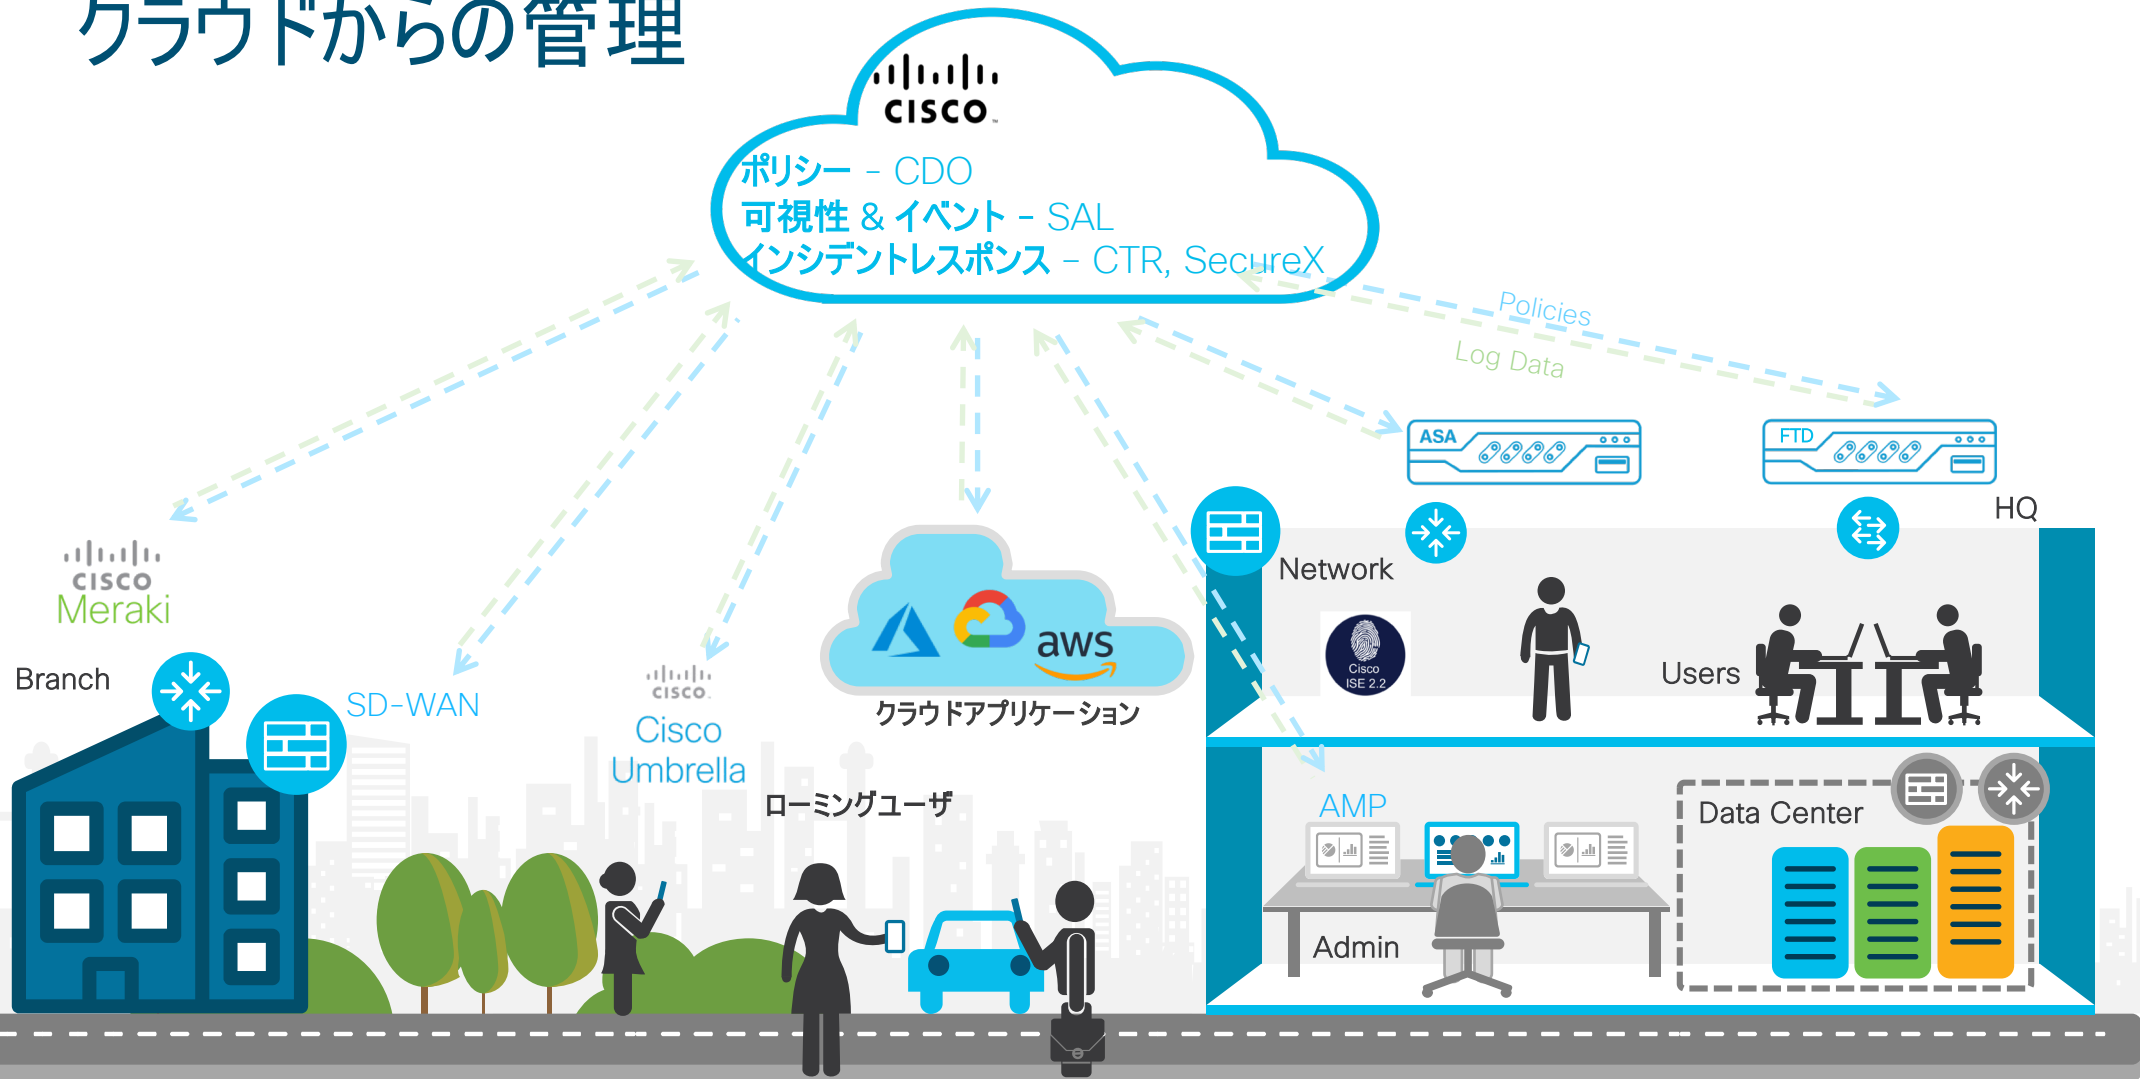 クラウドからの管理
CISCO
ポリシー - CDO
可視性 & イベント - SAL
インシデントレスポンス - CTR, SecureX
Policies
Log Data
ASA
FTD
HQ
CISCO
Meraki
Network
Branch
SD-WAN
CISCO
Cisco
Umbrella
aws
クラウドアプリケーション
Cisco
ISE 2.2
Users
ローミングユーザ
AMP
Data Center
Admin